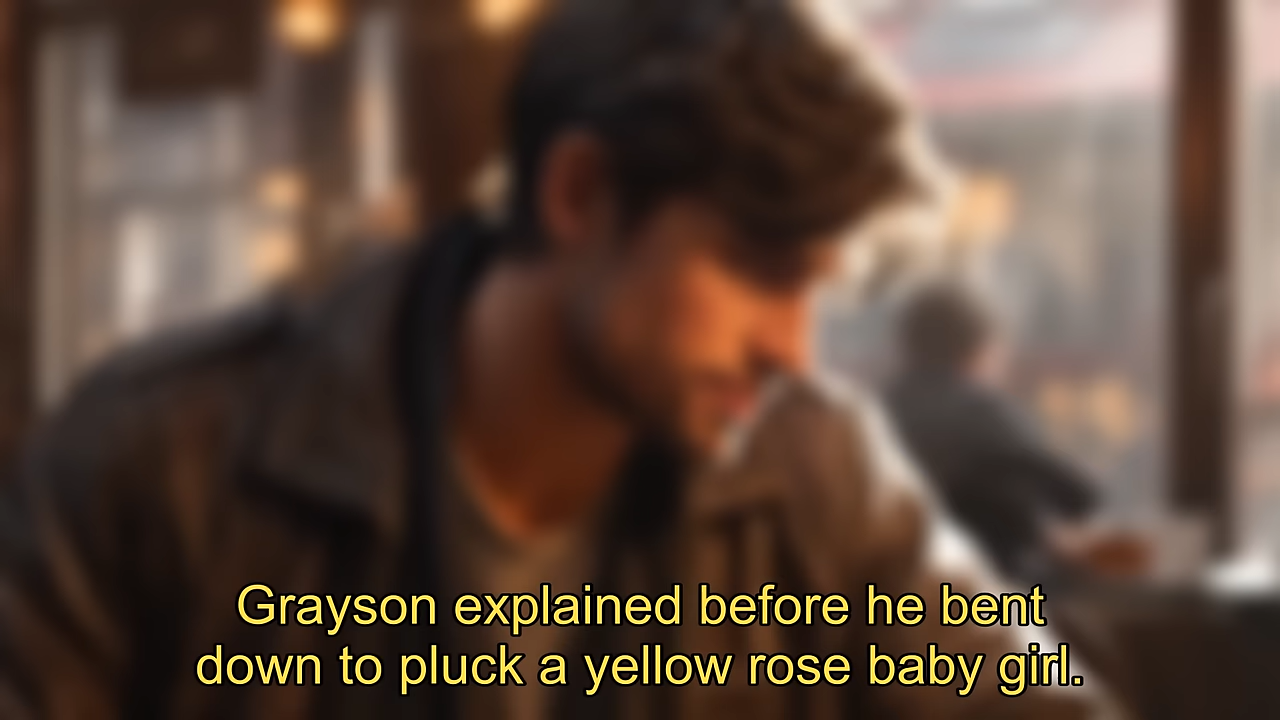 Grayson explained before he bent
down to pluck a yellow rose baby girl.